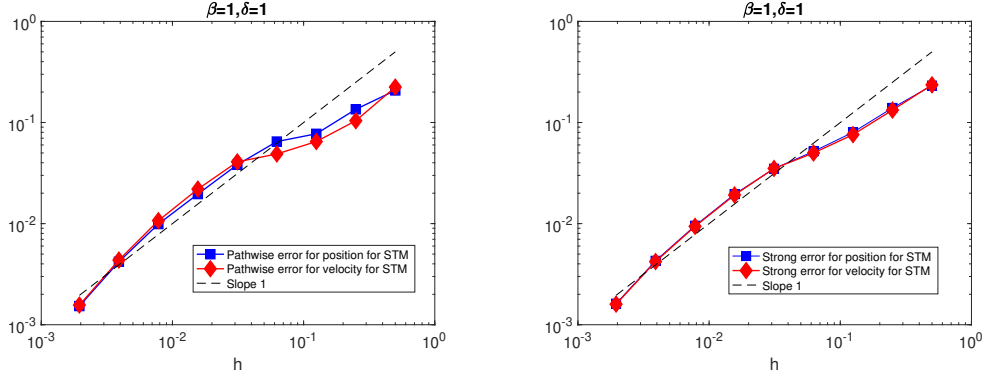 β=1,δ=1
10^0
10^-1
10^-2
10^-3
10^-3
10^-2
10^-1
10^0
h
Pathwise error for position for STM
Pathwise error for velocity for STM
Slope 1
β=1,δ=1
10^0
10^-1
10^-2
10^-3
10^-3
10^-2
10^-1
10^0
h
Strong error for position for STM
Strong error for velocity for STM
Slope 1